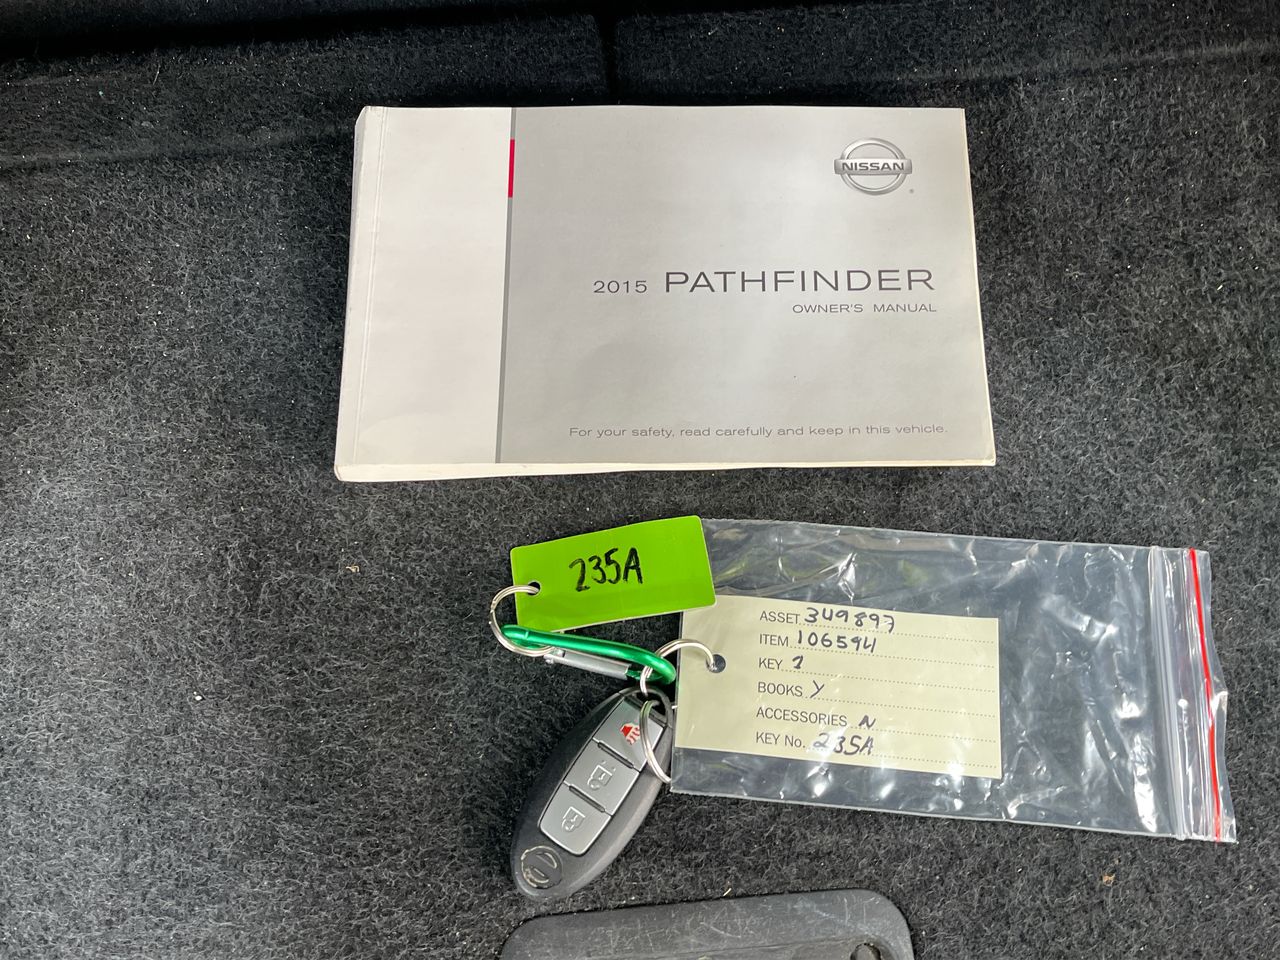 NISSAN
2015 PATHFINDER
OWNER'S MANUAL
For your safety, read carefully and keep in this vehicle.
235A
ASSET 349897
ITEM 106594
KEY 1
BOOKS Y
ACCESSORIES N
KEY No. 235A